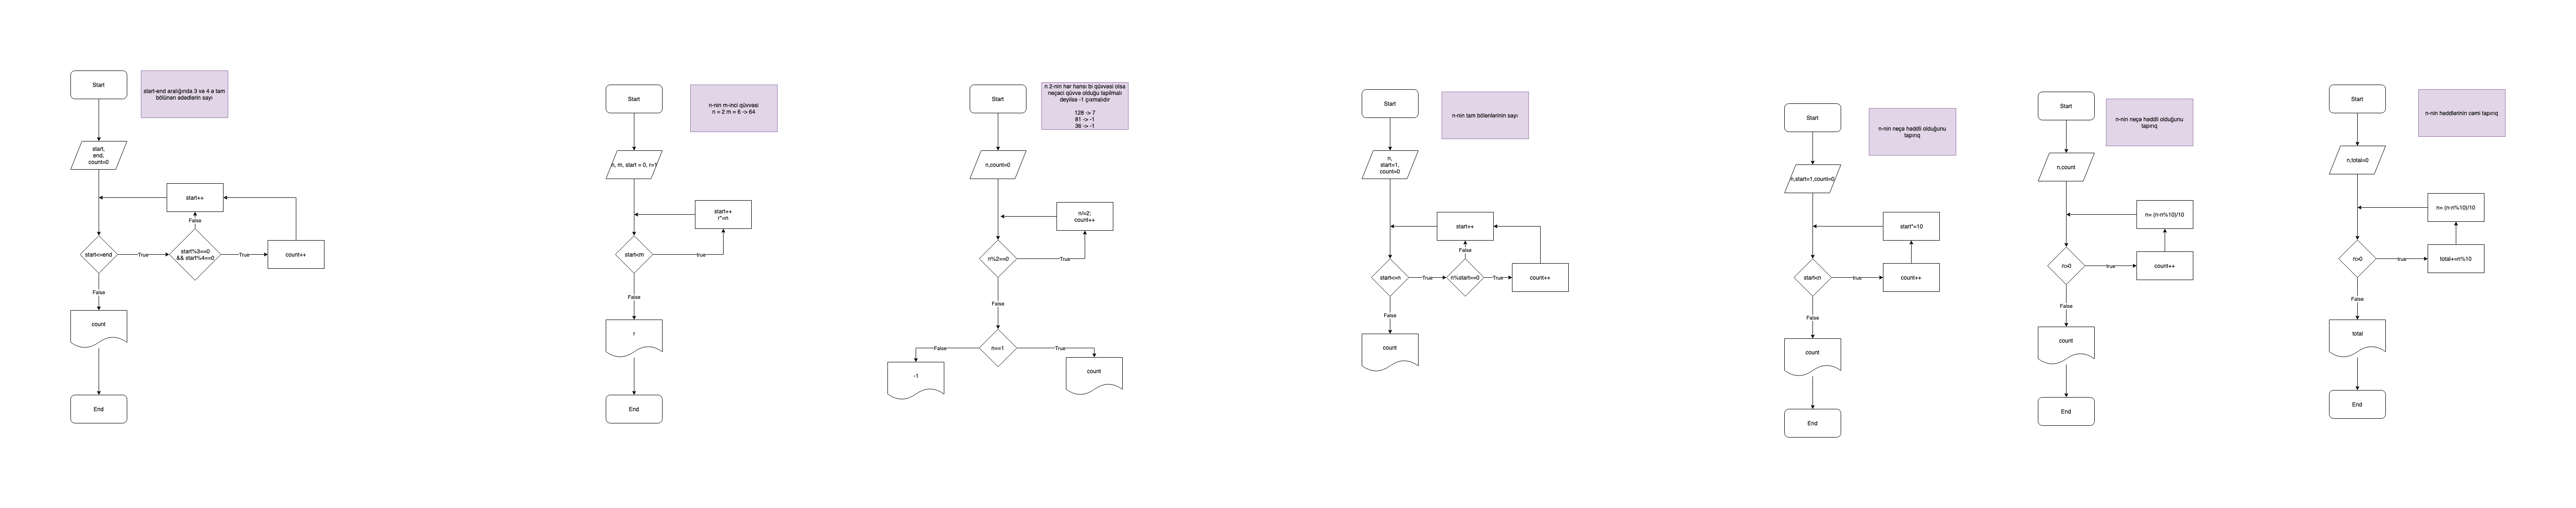 Start
start-end aralığında 3 və 4 ə tam
bölünən ədədlərin sayı
start,
end,
count=0
start++
False
start<=end
True
start%3==0
&& start%4==0
True
count++
False
count
End
Start
n-nin m-inci qüvvəsi
n = 2 m = 6 -> 64
n, m, start = 0, r=1
start++
r*=n
start<m
true
False
r
End
Start
n 2-nin hər hansı bi qüvvəsi olsa
neçəci qüvvə olduğu tapılmalı
deyilsə -1 çıxmalıdır
128 -> 7
81 -> -1
36 -> -1
n,count=0
n/=2;
count++
n%2==0
True
False
n==1
False
True
-1
count
Start
n-nin tam bölənlərinin sayı
n,
start=1,
count=0
start++
False
start<=n
True
n%start==0
True
count++
False
count
Start
n-nin neçə həddli olduğunu
tapırıq
n,start=1,count=0
start*=10
start<n
true
count++
False
count
End
Start
n-nin neçə həddli olduğunu
tapırıq
n,count
n= (n-n%10)/10
n>0
true
count++
False
count
End
Start
n-nin həddlərinin cəmi tapırıq
n,total=0
n= (n-n%10)/10
n>0
true
total+=n%10
False
total
End